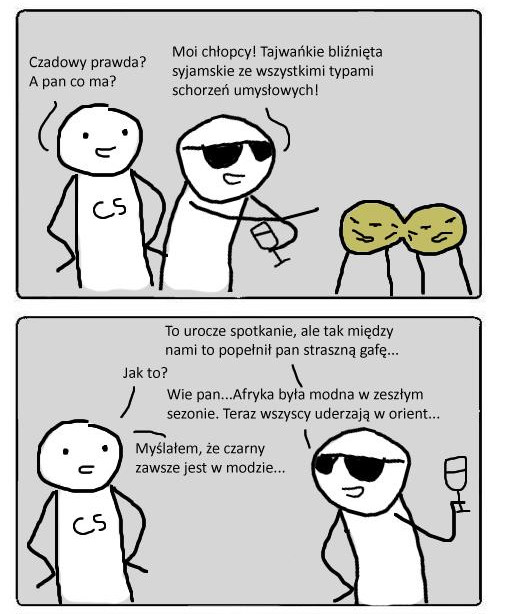 Czadowy prawda?
A pan co ma?
Moi chłopcy! Tajwańkie bliźnięta
syjamskie ze wszystkimi typami
schorzeń umysłowych!
CS
To urocze spotkanie, ale tak między
nami to popełnił pan straszną gafę...
Jak to?
Wie pan...Afryka była modna w zeszłym
sezonie. Teraz wszyscy uderzają w orient...
Myślałem, że czarny
zawsze jest w modzie...
CS